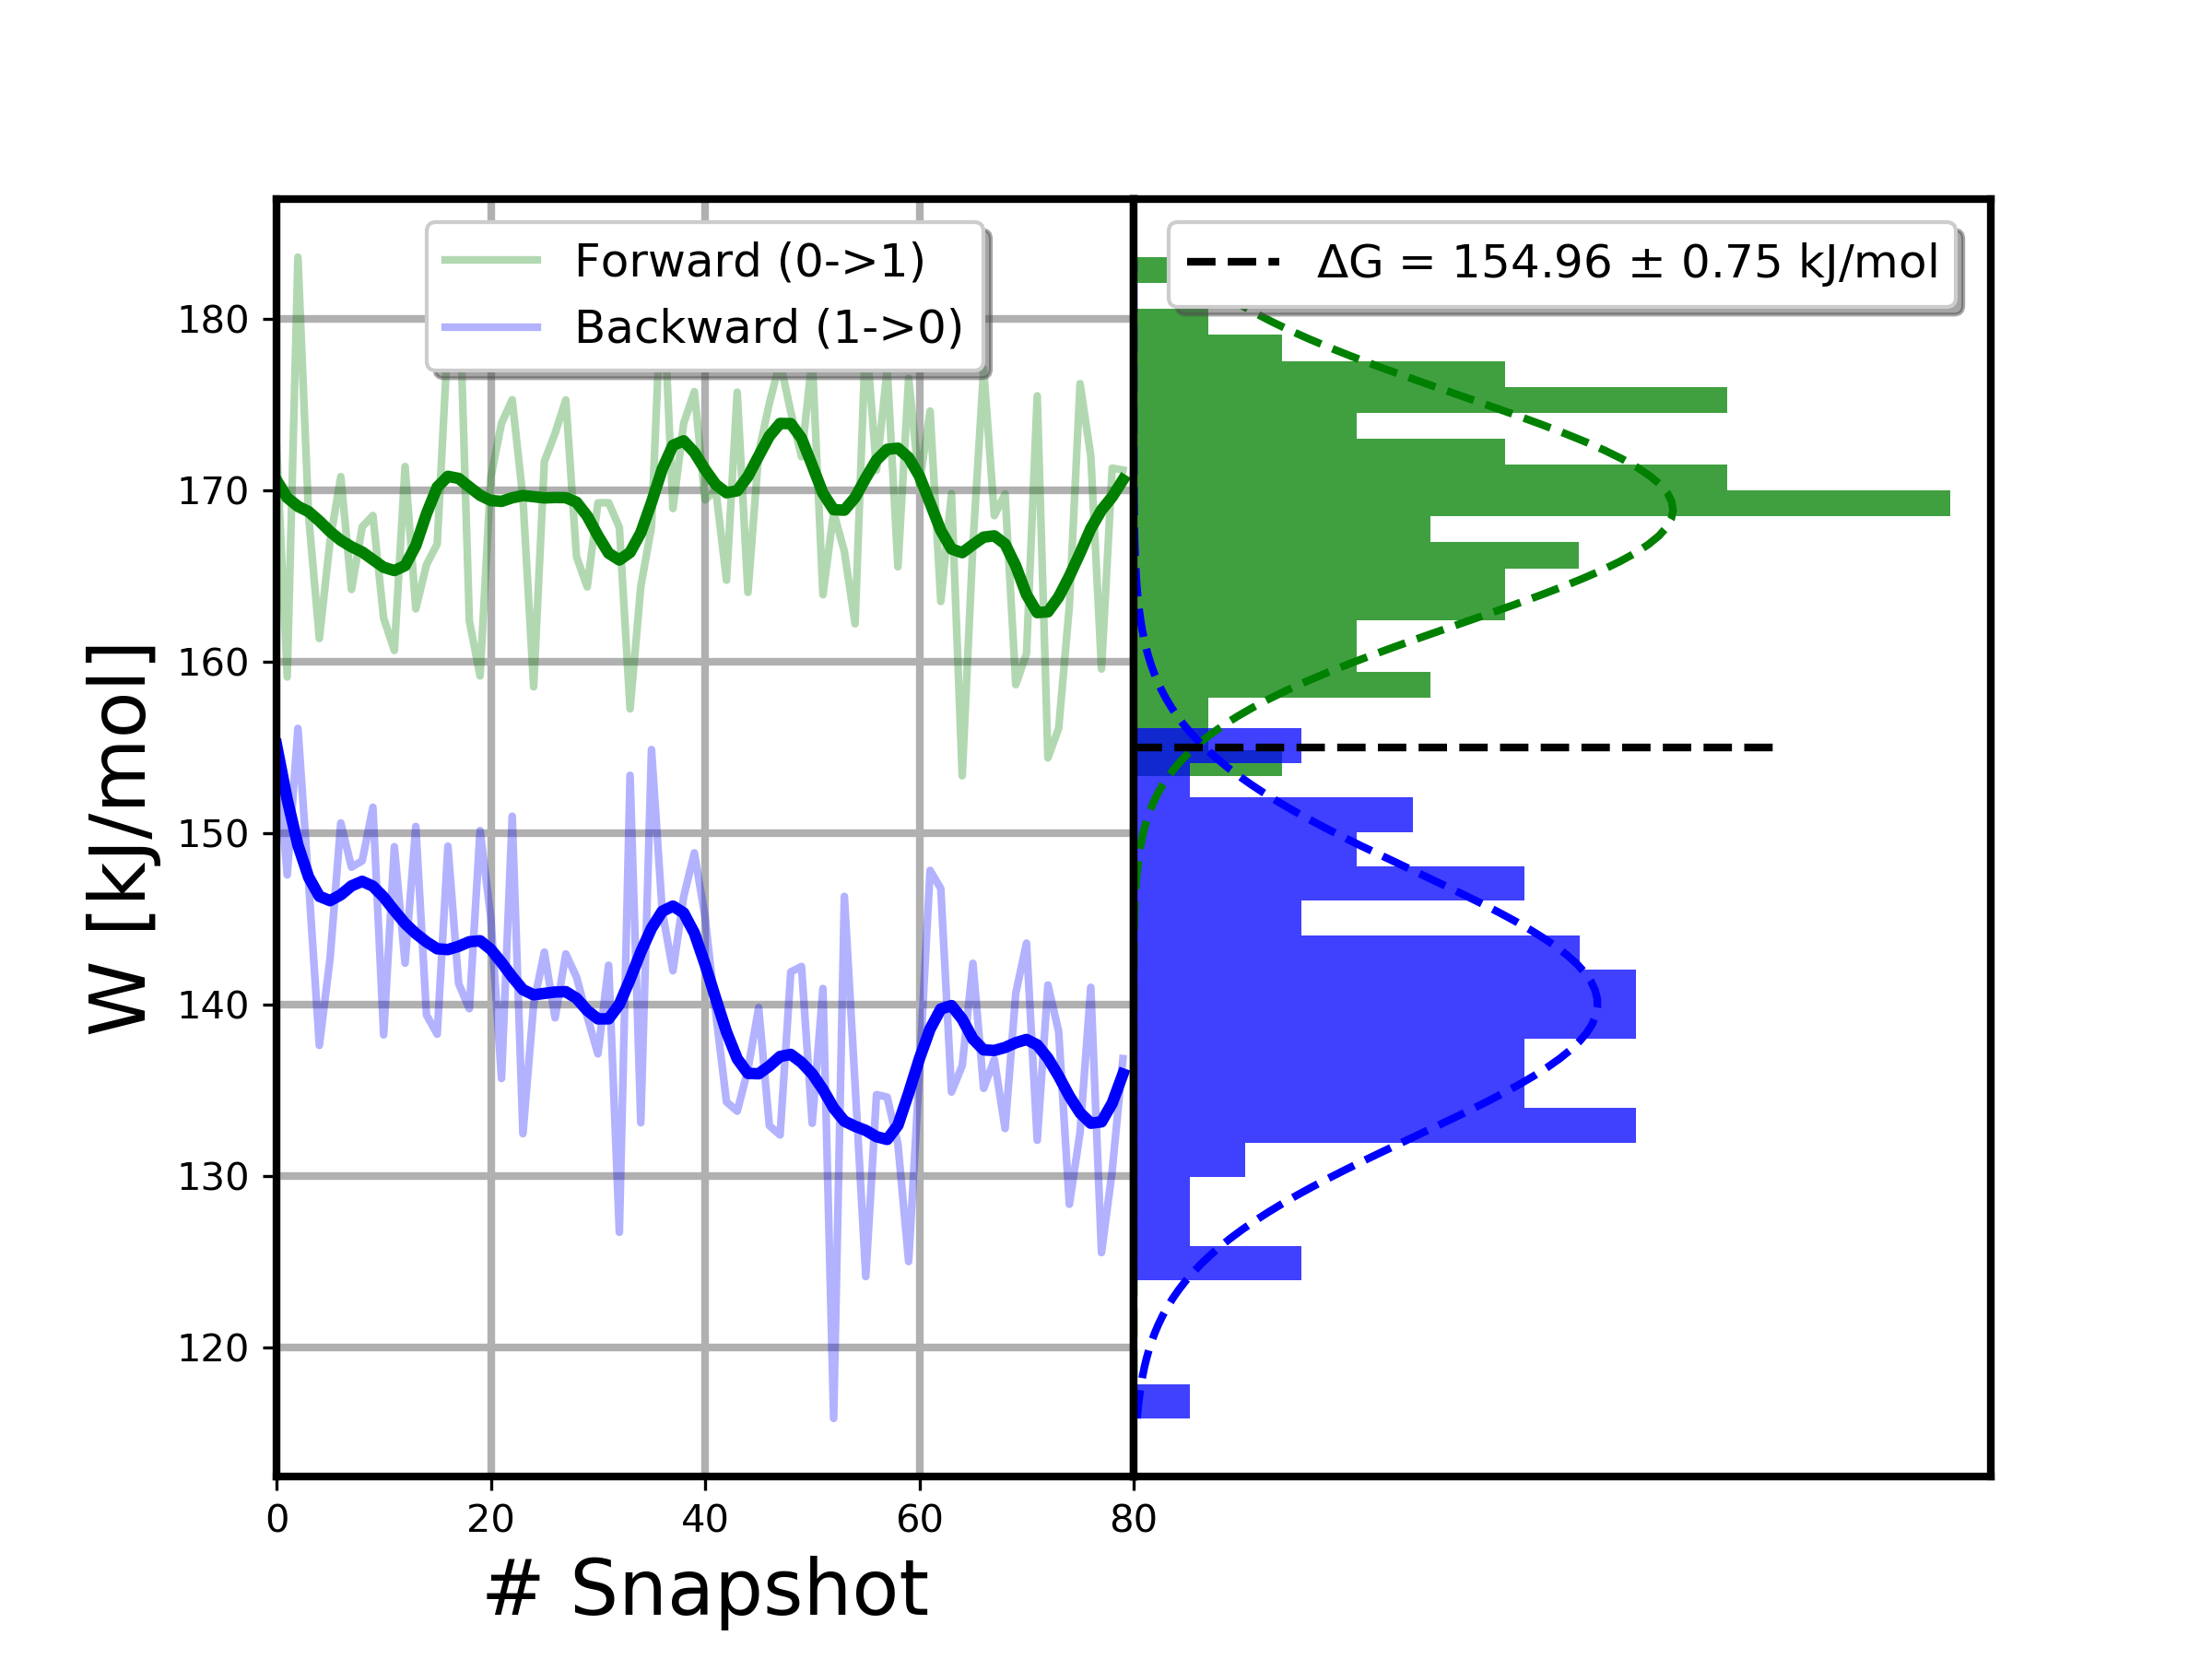 Forward (0->1)
Backward (1->0)
ΔG = 154.96 ± 0.75 kJ/mol
W [kJ/mol]
180
170
160
150
140
130
120
0 20 40 60 80
# Snapshot